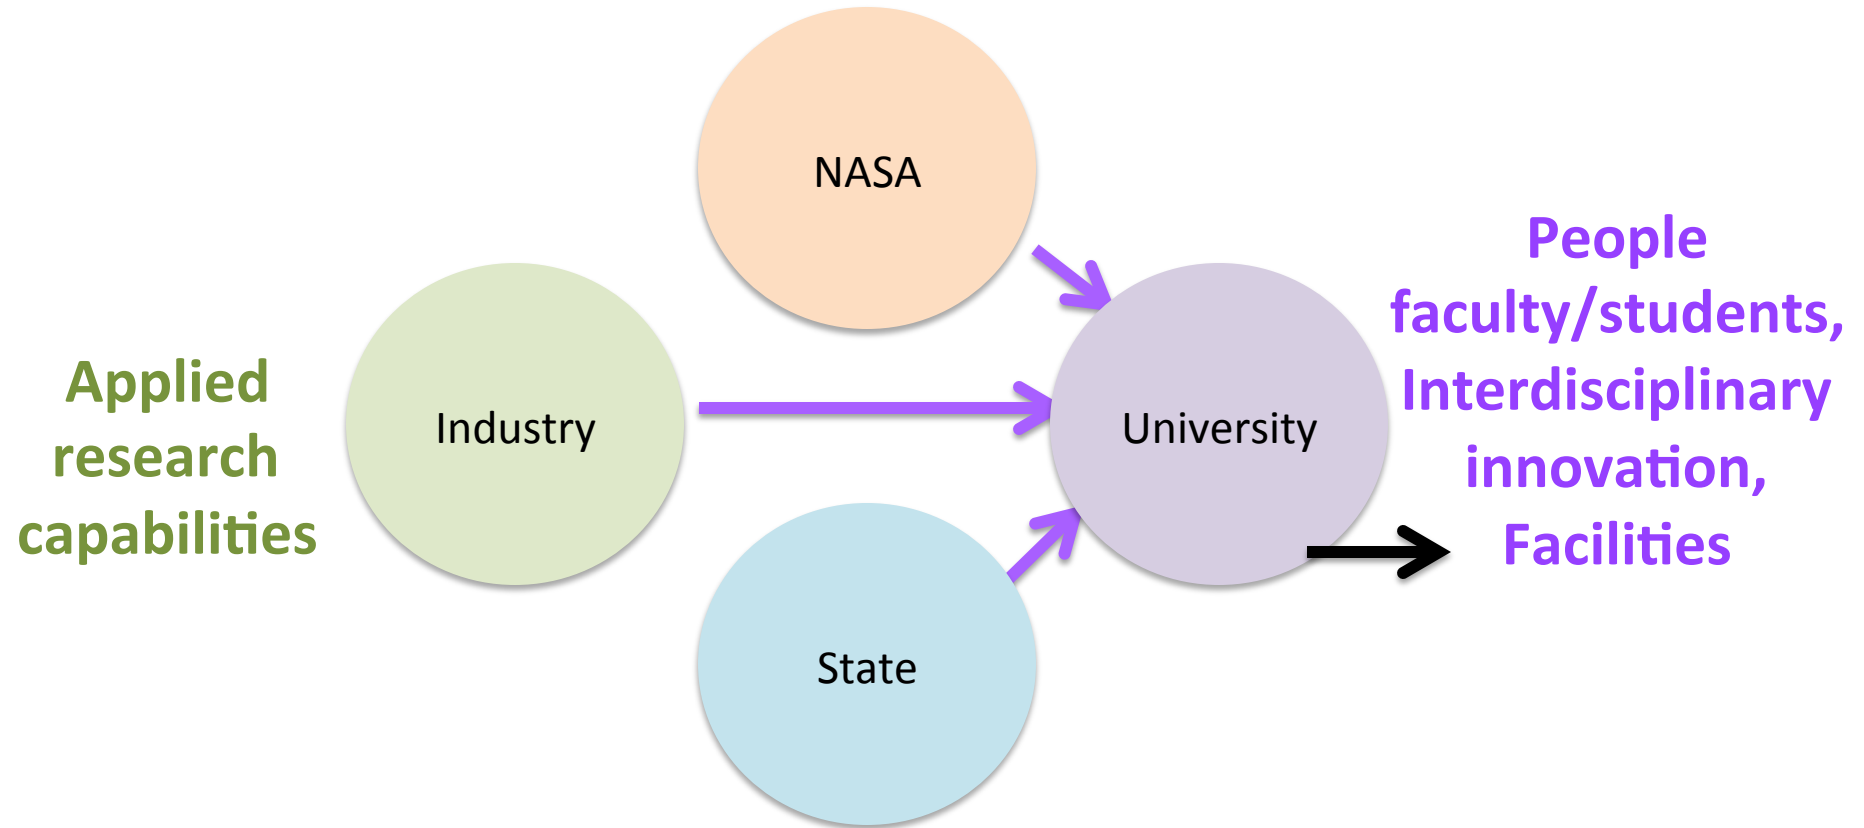 NASA
Applied
research
capabilities
Industry
University
People
faculty/students,
Interdisciplinary
innovation,
Facilities
State